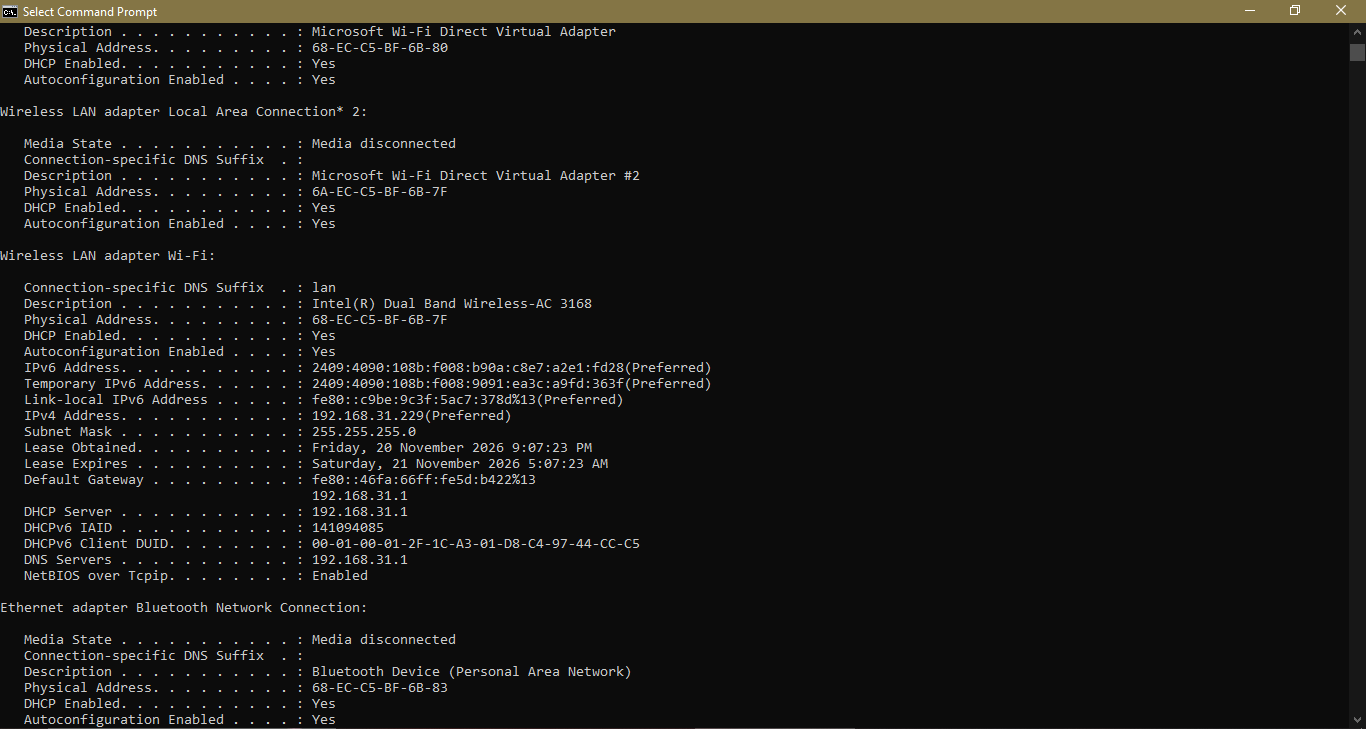 Select Command Prompt
   Description . . . . . . . . . . . : Microsoft Wi-Fi Direct Virtual Adapter
   Physical Address. . . . . . . . . : 68-EC-C5-BF-6B-80
   DHCP Enabled. . . . . . . . . . . : Yes
   Autoconfiguration Enabled . . . . : Yes
Wireless LAN adapter Local Area Connection* 2:
   Media State . . . . . . . . . . . : Media disconnected
   Connection-specific DNS Suffix  . :
   Description . . . . . . . . . . . : Microsoft Wi-Fi Direct Virtual Adapter #2
   Physical Address. . . . . . . . . : 6A-EC-C5-BF-6B-7F
   DHCP Enabled. . . . . . . . . . . : Yes
   Autoconfiguration Enabled . . . . : Yes
Wireless LAN adapter Wi-Fi:
   Connection-specific DNS Suffix  . : lan
   Description . . . . . . . . . . . : Intel(R) Dual Band Wireless-AC 3168
   Physical Address. . . . . . . . . : 68-EC-C5-BF-6B-7F
   DHCP Enabled. . . . . . . . . . . : Yes
   Autoconfiguration Enabled . . . . : Yes
   IPv6 Address. . . . . . . . . . . : 2409:4090:108b:f008:b90a:c8e7:a2e1:fd28(Preferred)
   Temporary IPv6 Address. . . . . . : 2409:4090:108b:f008:9091:ea3c:a9fd:363f(Preferred)
   Link-local IPv6 Address . . . . . : fe80::c9be:9c3f:5ac7:378d%13(Preferred)
   IPv4 Address. . . . . . . . . . . : 192.168.31.229(Preferred)
   Subnet Mask . . . . . . . . . . . : 255.255.255.0
   Lease Obtained. . . . . . . . . . : Friday, 20 November 2026 9:07:23 PM
   Lease Expires . . . . . . . . . . : Saturday, 21 November 2026 5:07:23 AM
   Default Gateway . . . . . . . . . : fe80::46fa:66ff:fe5d:b422%13
                                       192.168.31.1
   DHCP Server . . . . . . . . . . . : 192.168.31.1
   DHCPv6 IAID . . . . . . . . . . . : 141094085
   DHCPv6 Client DUID. . . . . . . . : 00-01-00-01-2F-1C-A3-01-D8-C4-97-44-CC-C5
   DNS Servers . . . . . . . . . . . : 192.168.31.1
   NetBIOS over Tcpip. . . . . . . . : Enabled
Ethernet adapter Bluetooth Network Connection:
   Media State . . . . . . . . . . . : Media disconnected
   Connection-specific DNS Suffix  . :
   Description . . . . . . . . . . . : Bluetooth Device (Personal Area Network)
   Physical Address. . . . . . . . . : 68-EC-C5-BF-6B-83
   DHCP Enabled. . . . . . . . . . . : Yes
   Autoconfiguration Enabled . . . . : Yes